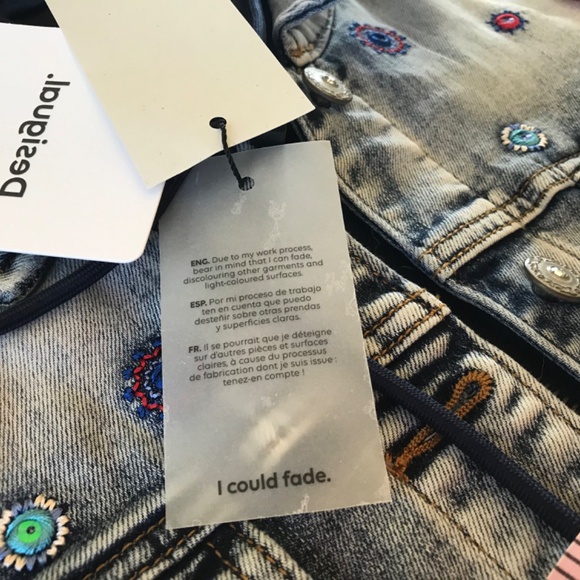 Desigual.
ENG. Due to my work process,
bear in mind that I can fade,
discolouring other garments and
light-coloured surfaces.
ESP. Por mi proceso de trabajo
ten en cuenta que puedo
desteñir sobre otras prendas
y superficies claras.
FR. il se pourrait que je déteigne
sur d'autres pièces et surfaces
claires, à cause du processus
de fabrication dont je suis issue :
tenez-en compte !
I could fade.